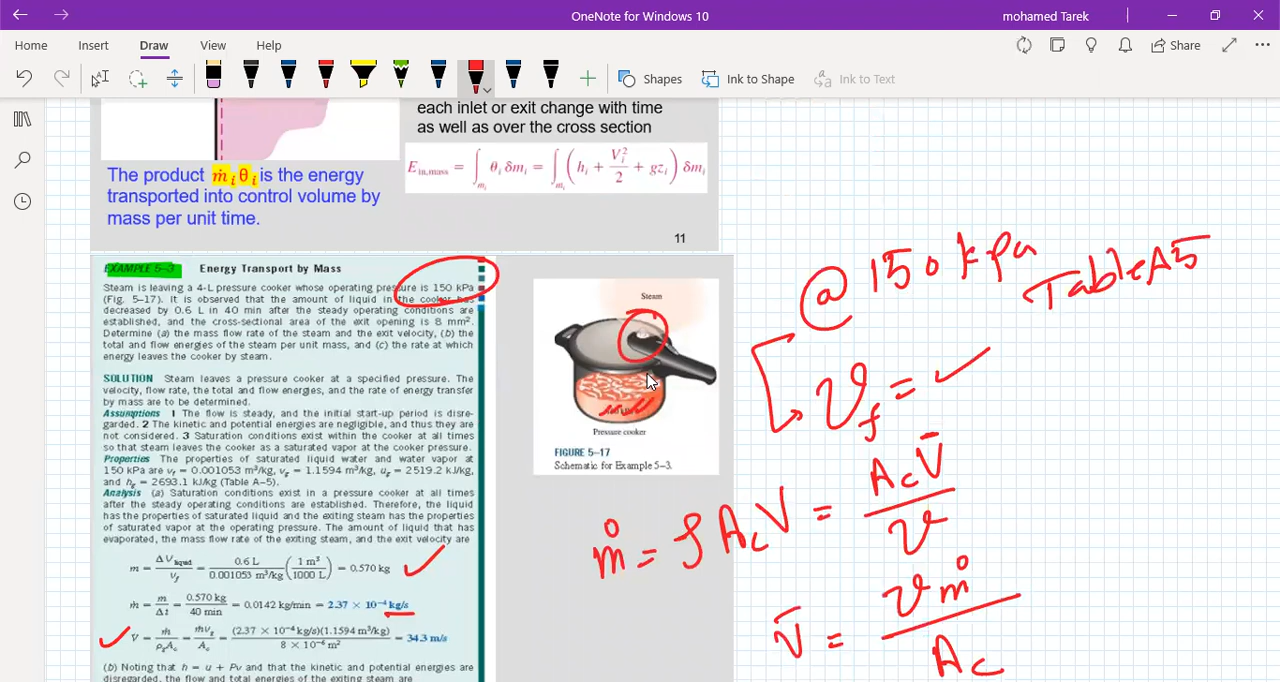 OneNote for Windows 10
mohamed Tarek
Home Insert Draw View Help
Share
Shapes Ink to Shape Ink to Text
each inlet or exit change with time
as well as over the cross section
E in,mass = ∫ mᵢ θᵢ δmᵢ = ∫ mᵢ (hᵢ + Vᵢ²/2 + gzᵢ) δmᵢ
The product ṁ i θ i is the energy
transported into control volume by
mass per unit time.
11
EXAMPLE 5–3 Energy Transport by Mass
Steam is leaving a 4-L pressure cooker whose operating pressure is 150 kPa
(Fig. 5–17). It is observed that the amount of liquid in the cooker has
decreased by 0.6 L in 40 min after the steady operating conditions are
established, and the cross-sectional area of the exit opening is 8 mm².
Determine (a) the mass flow rate of the steam and the exit velocity, (b) the
total and flow energies of the steam per unit mass, and (c) the rate at which
energy leaves the cooker by steam.
SOLUTION Steam leaves a pressure cooker at a specified pressure. The
velocity, flow rate, the total and flow energies, and the rate of energy transfer
by mass are to be determined.
Assumptions 1 The flow is steady, and the initial start-up period is disre-
garded. 2 The kinetic and potential energies are negligible, and thus they are
not considered. 3 Saturation conditions exist within the cooker at all times
so that steam leaves the cooker as a saturated vapor at the cooker pressure.
Properties The properties of saturated liquid water and water vapor at
150 kPa are vf = 0.001053 m³/kg, vg = 1.1594 m³/kg, ug = 2519.2 kJ/kg,
and hg = 2693.1 kJ/kg (Table A–5).
Analysis (a) Saturation conditions exist in a pressure cooker at all times
after the steady operating conditions are established. Therefore, the liquid
has the properties of saturated liquid and the exiting steam has the properties
of saturated vapor at the operating pressure. The amount of liquid that has
evaporated, the mass flow rate of the exiting steam, and the exit velocity are
m = ΔVliquid / vf = 0.6 L / 0.001053 m³/kg (1 m³ / 1000 L) = 0.570 kg
ṁ = m / Δt = 0.570 kg / 40 min = 0.0142 kg/min = 2.37 × 10⁻⁴ kg/s
V = ṁ / ρgAc = ṁvg / Ac = (2.37 × 10⁻⁴ kg/s)(1.1594 m³/kg) / 8 × 10⁻⁶ m² = 34.3 m/s
(b) Noting that h = u + Pv and that the kinetic and potential energies are
disregarded, the flow and total energies of the exiting steam are
Steam
Pressure cooker
FIGURE 5–17
Schematic for Example 5–3.
@ 150 kpa
Table A5
v f =
ṁ = ρ Ac V = Ac V̄ / v
V̄ = v ṁ / Ac